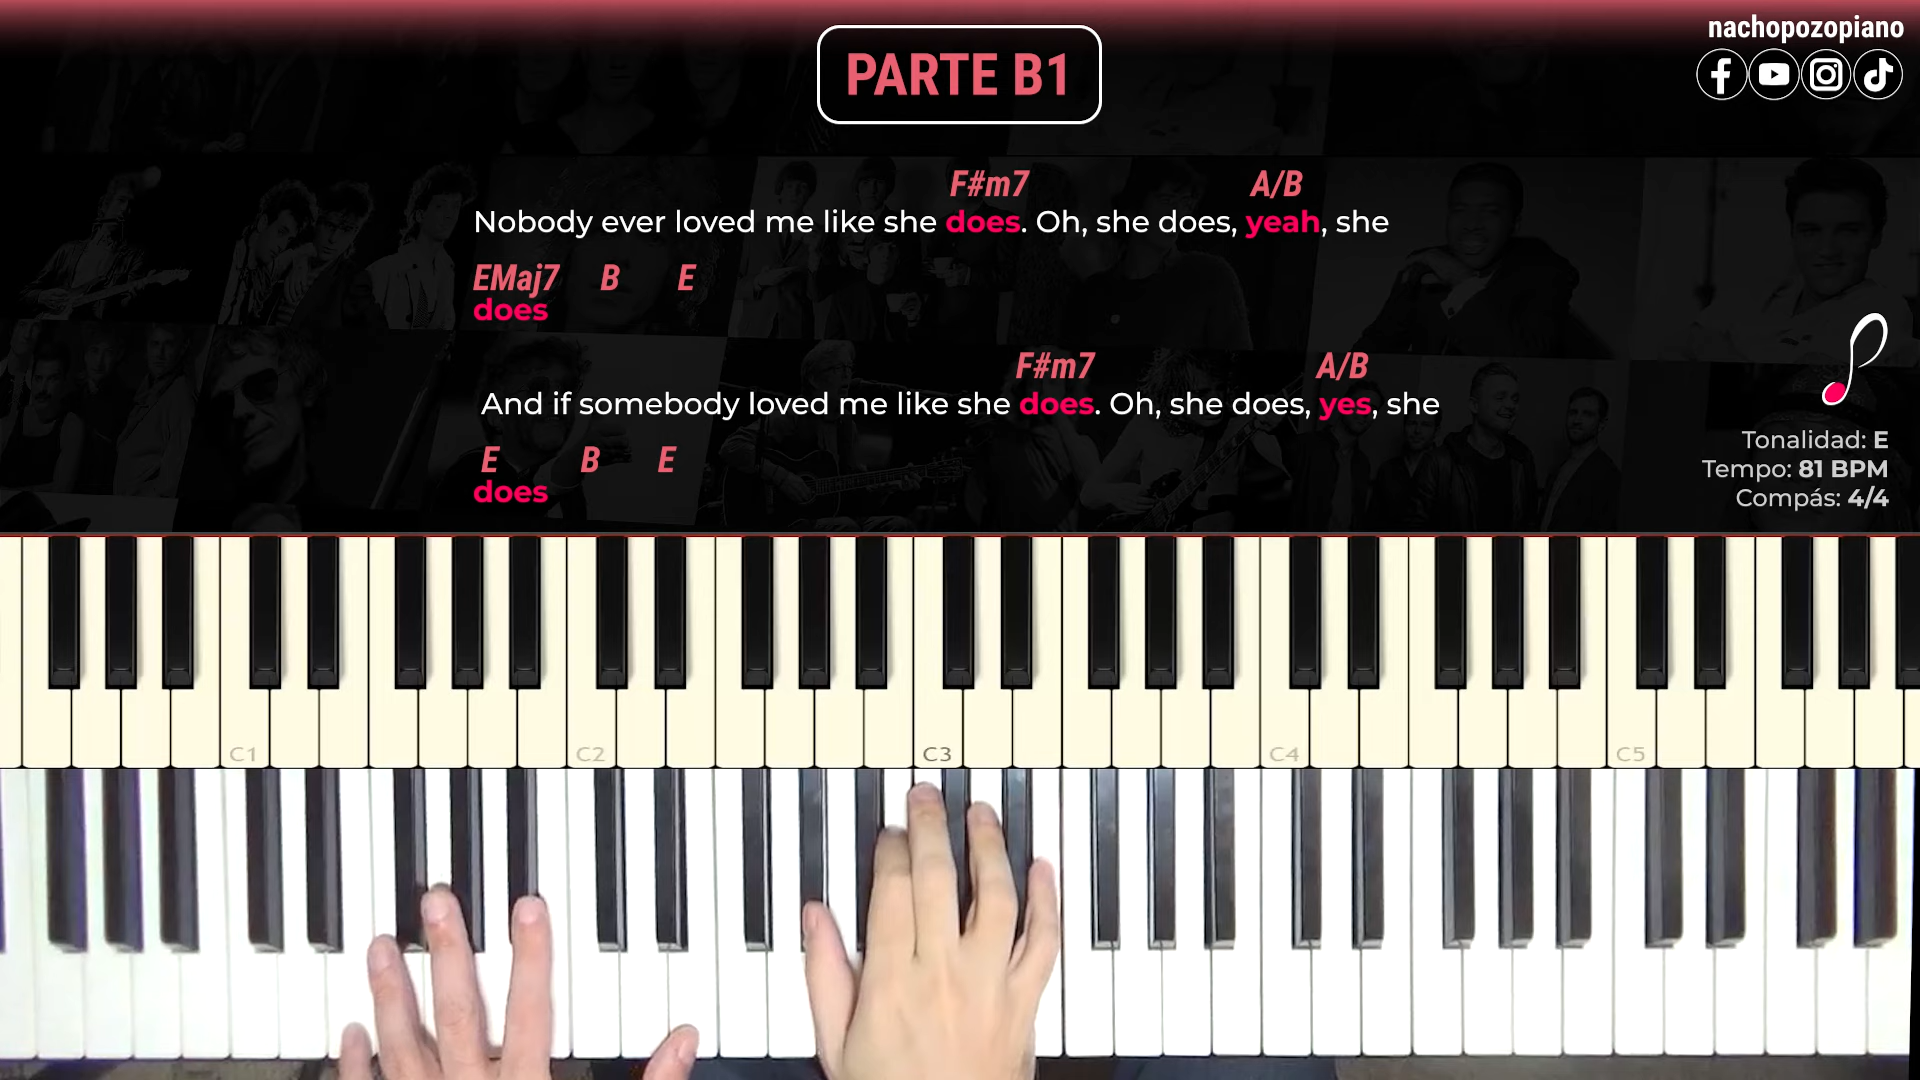 nachopozopiano
PARTE B1
F#m7 A/B
Nobody ever loved me like she does. Oh, she does, yeah, she
EMaj7 B E
does
F#m7 A/B
And if somebody loved me like she does. Oh, she does, yes, she
E B E
does
Tonalidad: E
Tempo: 81 BPM
Compás: 4/4
C1 C2 C3 C4 C5